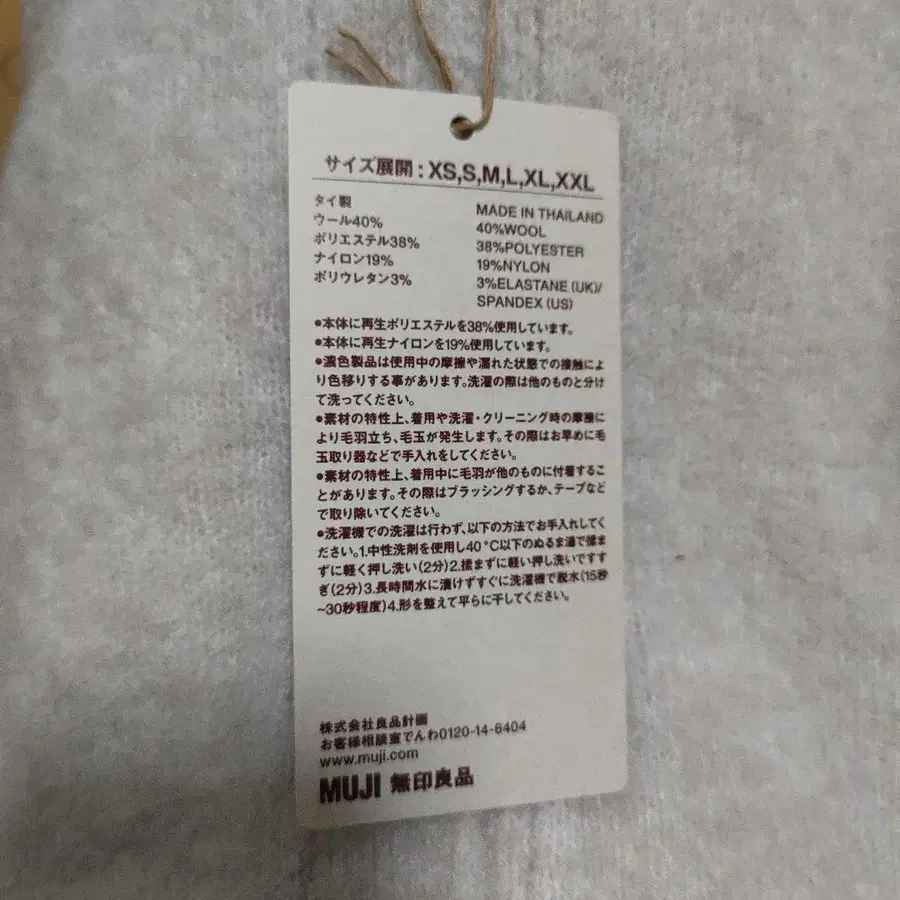 サイズ展開：XS,S,M,L,XL,XXL
タイ製
ウール40%
ポリエステル38%
ナイロン19%
ポリウレタン3%
MADE IN THAILAND
40%WOOL
38%POLYESTER
19%NYLON
3%ELASTANE (UK)/
SPANDEX (US)
●本体に再生ポリエステルを38%使用しています。
●本体に再生ナイロンを19%使用しています。
●濃色製品は使用中の摩擦や濡れた状態での接触によ
り色移りする事があります。洗濯の際は他のものと分け
て洗ってください。
●素材の特性上、着用や洗濯・クリーニング時の摩擦に
より毛羽立ち、毛玉が発生します。その際はお早めに毛
玉取り器などで手入れをしてください。
●素材の特性上、着用中に毛羽が他のものに付着するこ
とがあります。その際はブラッシングするか、テープなど
で取り除いてください。
●洗濯機での洗濯は行わず、以下の方法でお手入れしてく
ださい。1.中性洗剤を使用し40℃以下のぬるま湯で揉ま
ずに軽く押し洗い(2分)2.揉まずに軽い押し洗いですす
ぎ(2分)3.長時間水に漬けずすぐに洗濯機で脱水(15秒
~30秒程度)4.形を整えて平らに干してください。
株式会社良品計画
お客様相談室でんわ0120-14-6404
www.muji.com
MUJI 無印良品